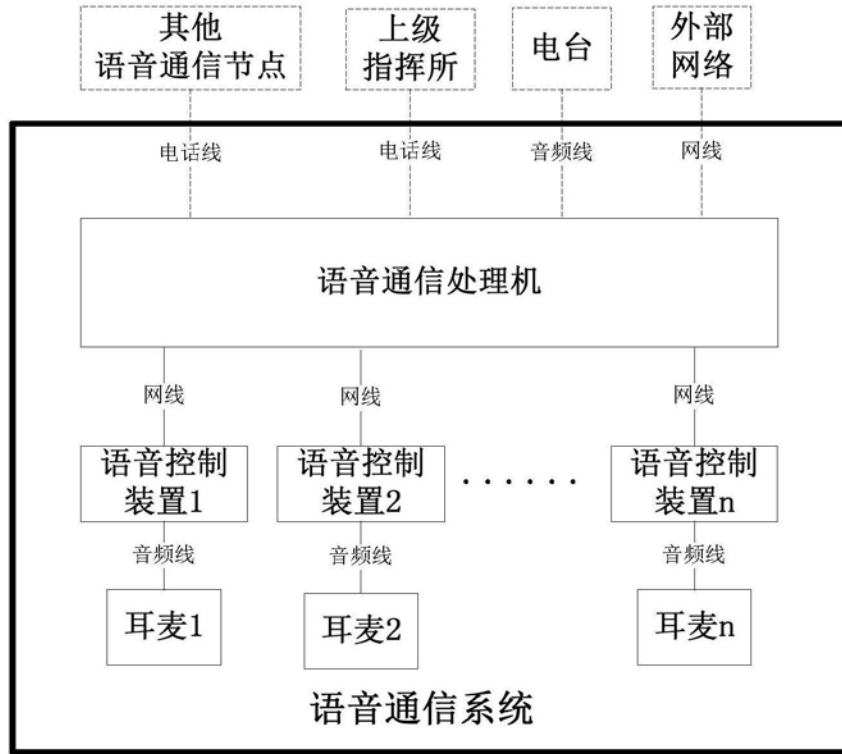 其他
语音通信节点
上级
指挥所
电台
外部
网络
电话线
电话线
音频线
网线
语音通信处理机
网线
网线
网线
语音控制
装置1
语音控制
装置2
......
语音控制
装置n
音频线
音频线
音频线
耳麦1
耳麦2
耳麦n
语音通信系统